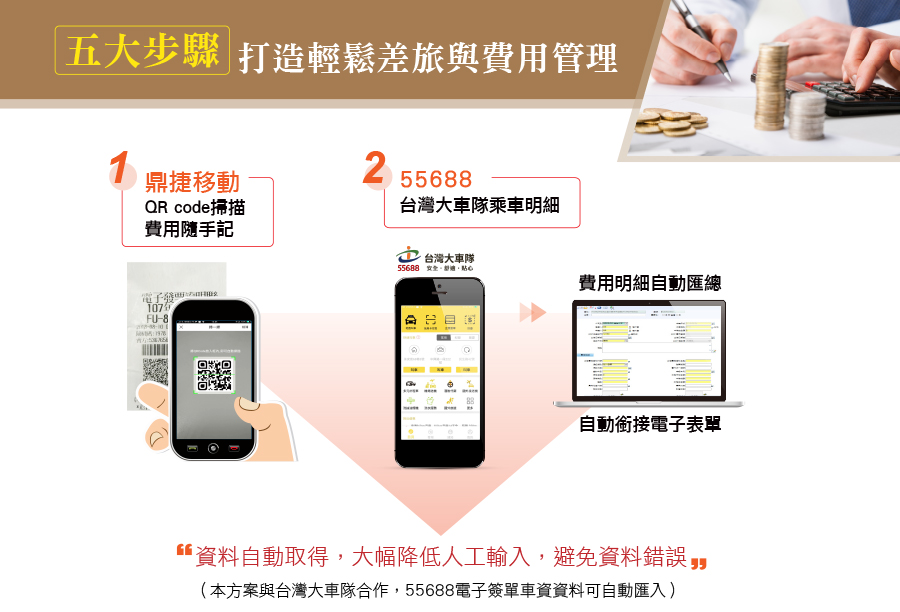 五大步驟 打造輕鬆差旅與費用管理
1
鼎捷移動
QR code掃描
費用隨手記
2
55688
台灣大車隊乘車明細
55688
台灣大車隊
安全·舒適·貼心
107年
FU-8
費用明細自動匯總
自動銜接電子表單
“資料自動取得，大幅降低人工輸入，避免資料錯誤”
（本方案與台灣大車隊合作，55688電子簽單車資資料可自動匯入）